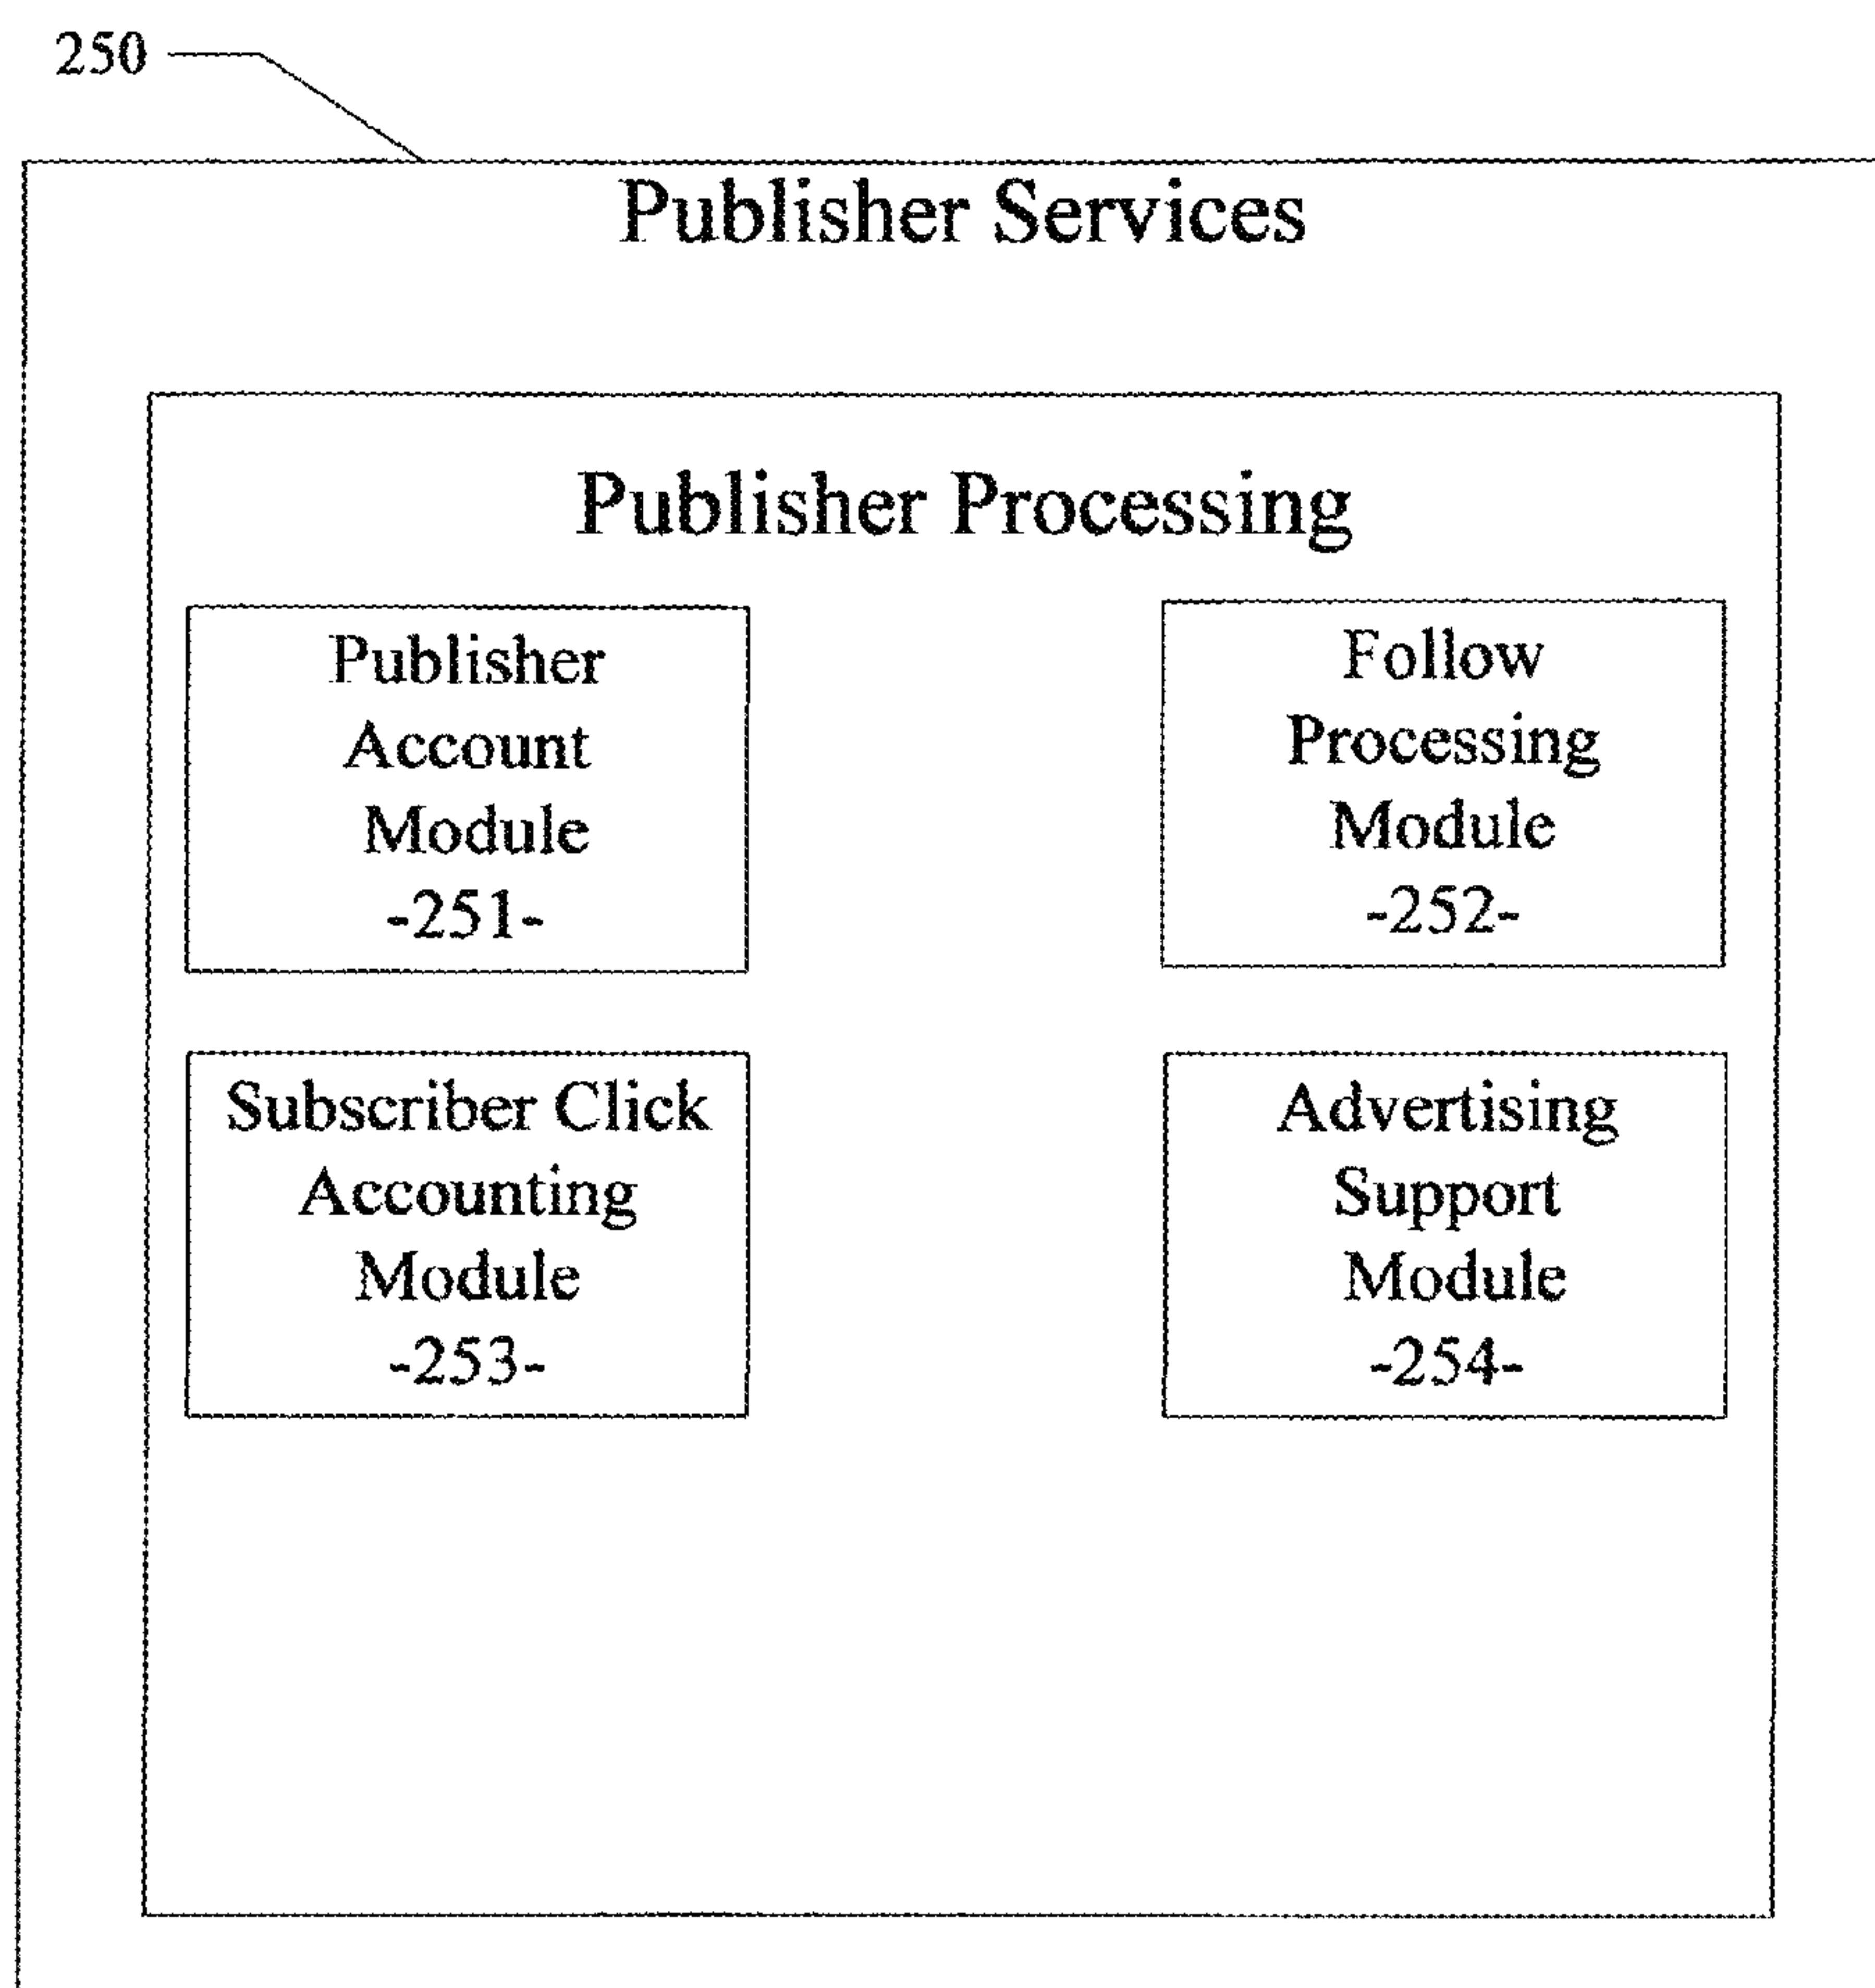 250
Publisher Services
Publisher Processing
Publisher
Account
Module
-251-
Follow
Processing
Module
-252-
Subscriber Click
Accounting
Module
-253-
Advertising
Support
Module
-254-